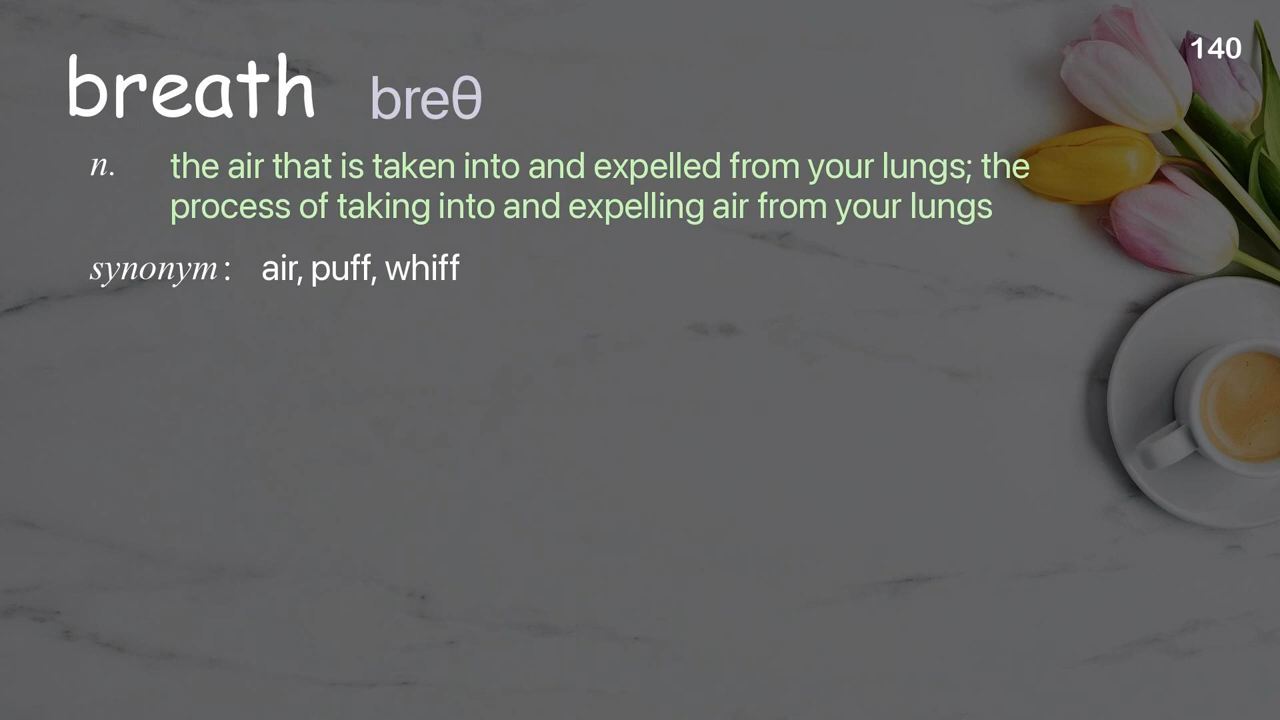 140
breath breθ
n. the air that is taken into and expelled from your lungs; the
process of taking into and expelling air from your lungs
synonym: air, puff, whiff